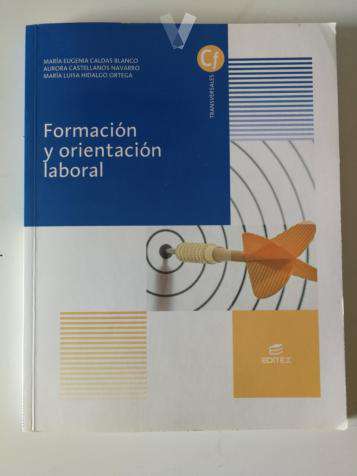 MARÍA EUGENIA CALDAS BLANCO
AURORA CASTELLANOS NAVARRO
MARÍA LUISA HIDALGO ORTEGA
Cf
TRANSVERSALES
Formación
y orientación
laboral
EDITEX